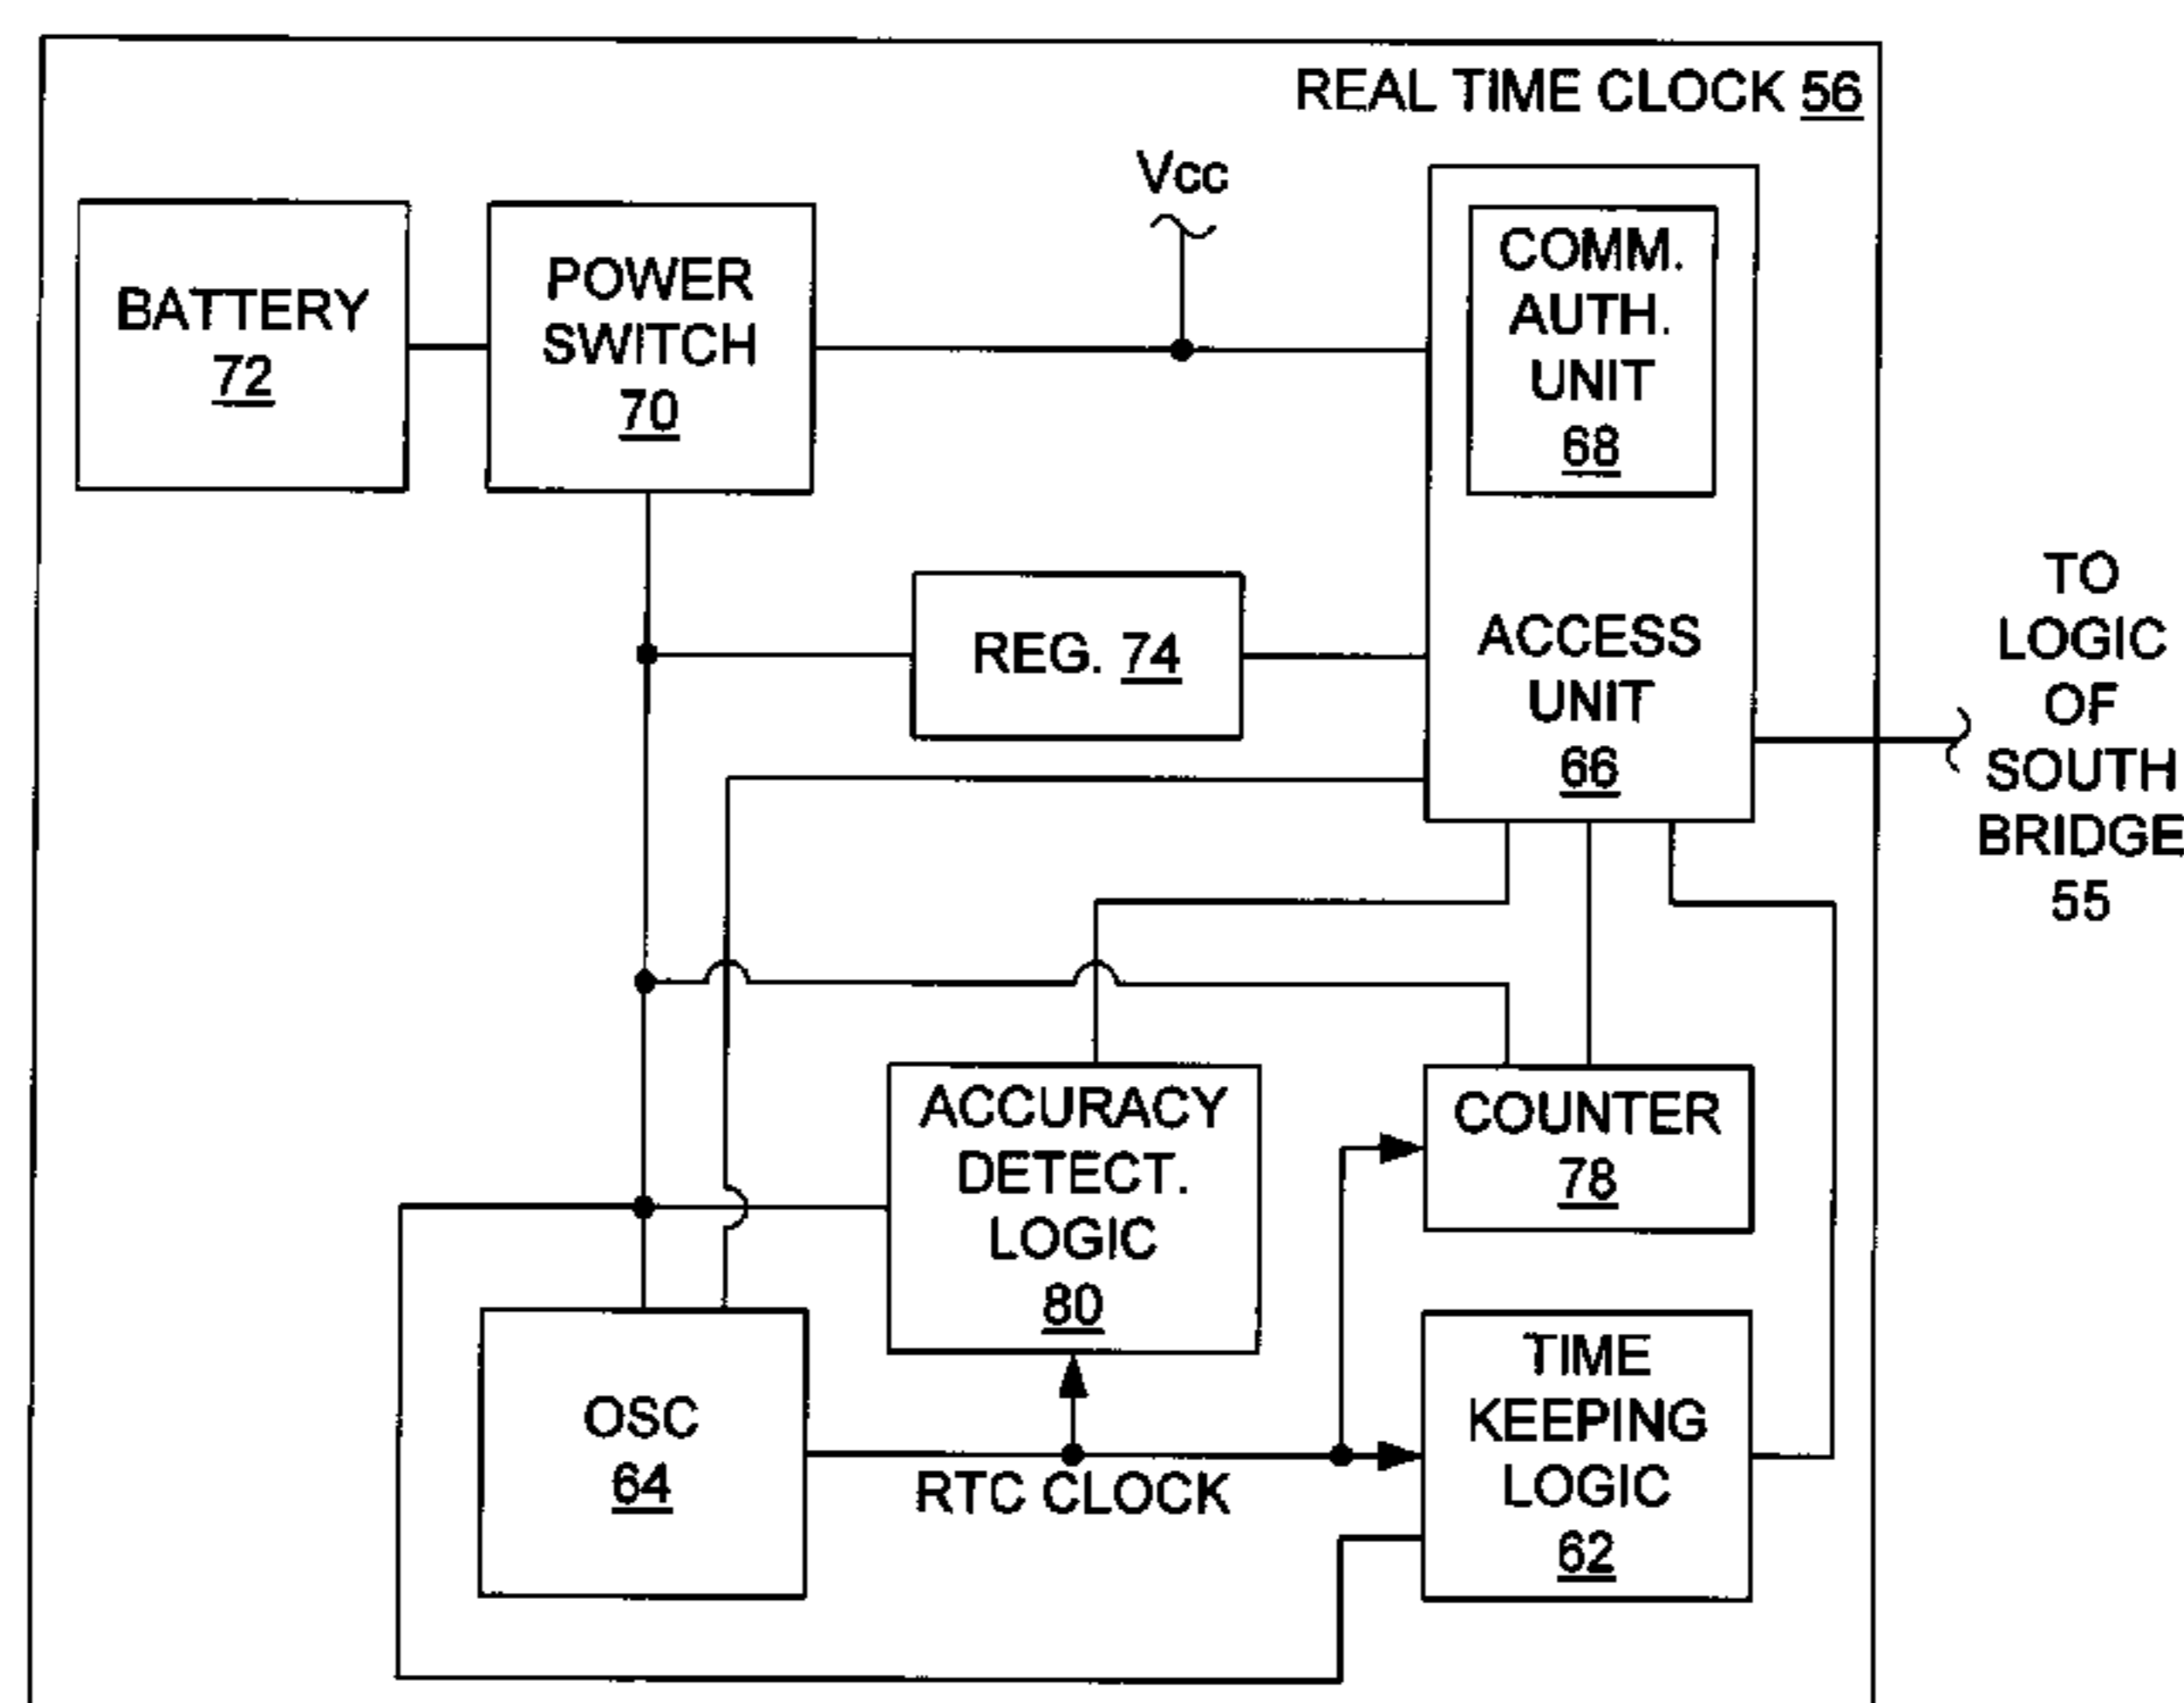 REAL TIME CLOCK 56
Vcc
BATTERY
72
POWER
SWITCH
70
COMM.
AUTH.
UNIT
68
REG. 74
ACCESS
UNIT
66
TO
LOGIC
OF
SOUTH
BRIDGE
55
ACCURACY
DETECT.
LOGIC
80
COUNTER
78
OSC
64
RTC CLOCK
TIME
KEEPING
LOGIC
62